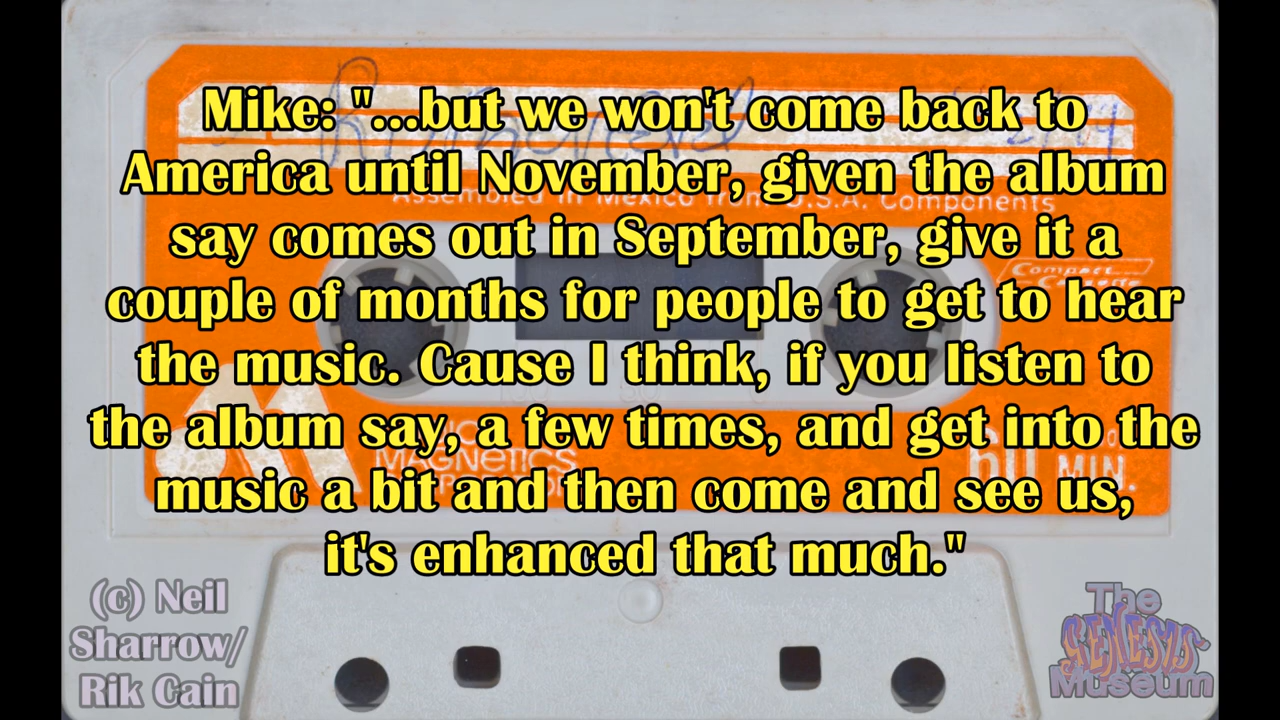 Mike: "...but we won't come back to
America until November, given the album
say comes out in September, give it a
couple of months for people to get to hear
the music. Cause I think, if you listen to
the album say, a few times, and get into the
music a bit and then come and see us,
it's enhanced that much."
Assembled in Mexico from U.S.A. Components
Compact
Cassette
MAGNETICS
60 MIN.
(c) Neil
Sharrow/
Rik Cain
The
GENESIS
Museum